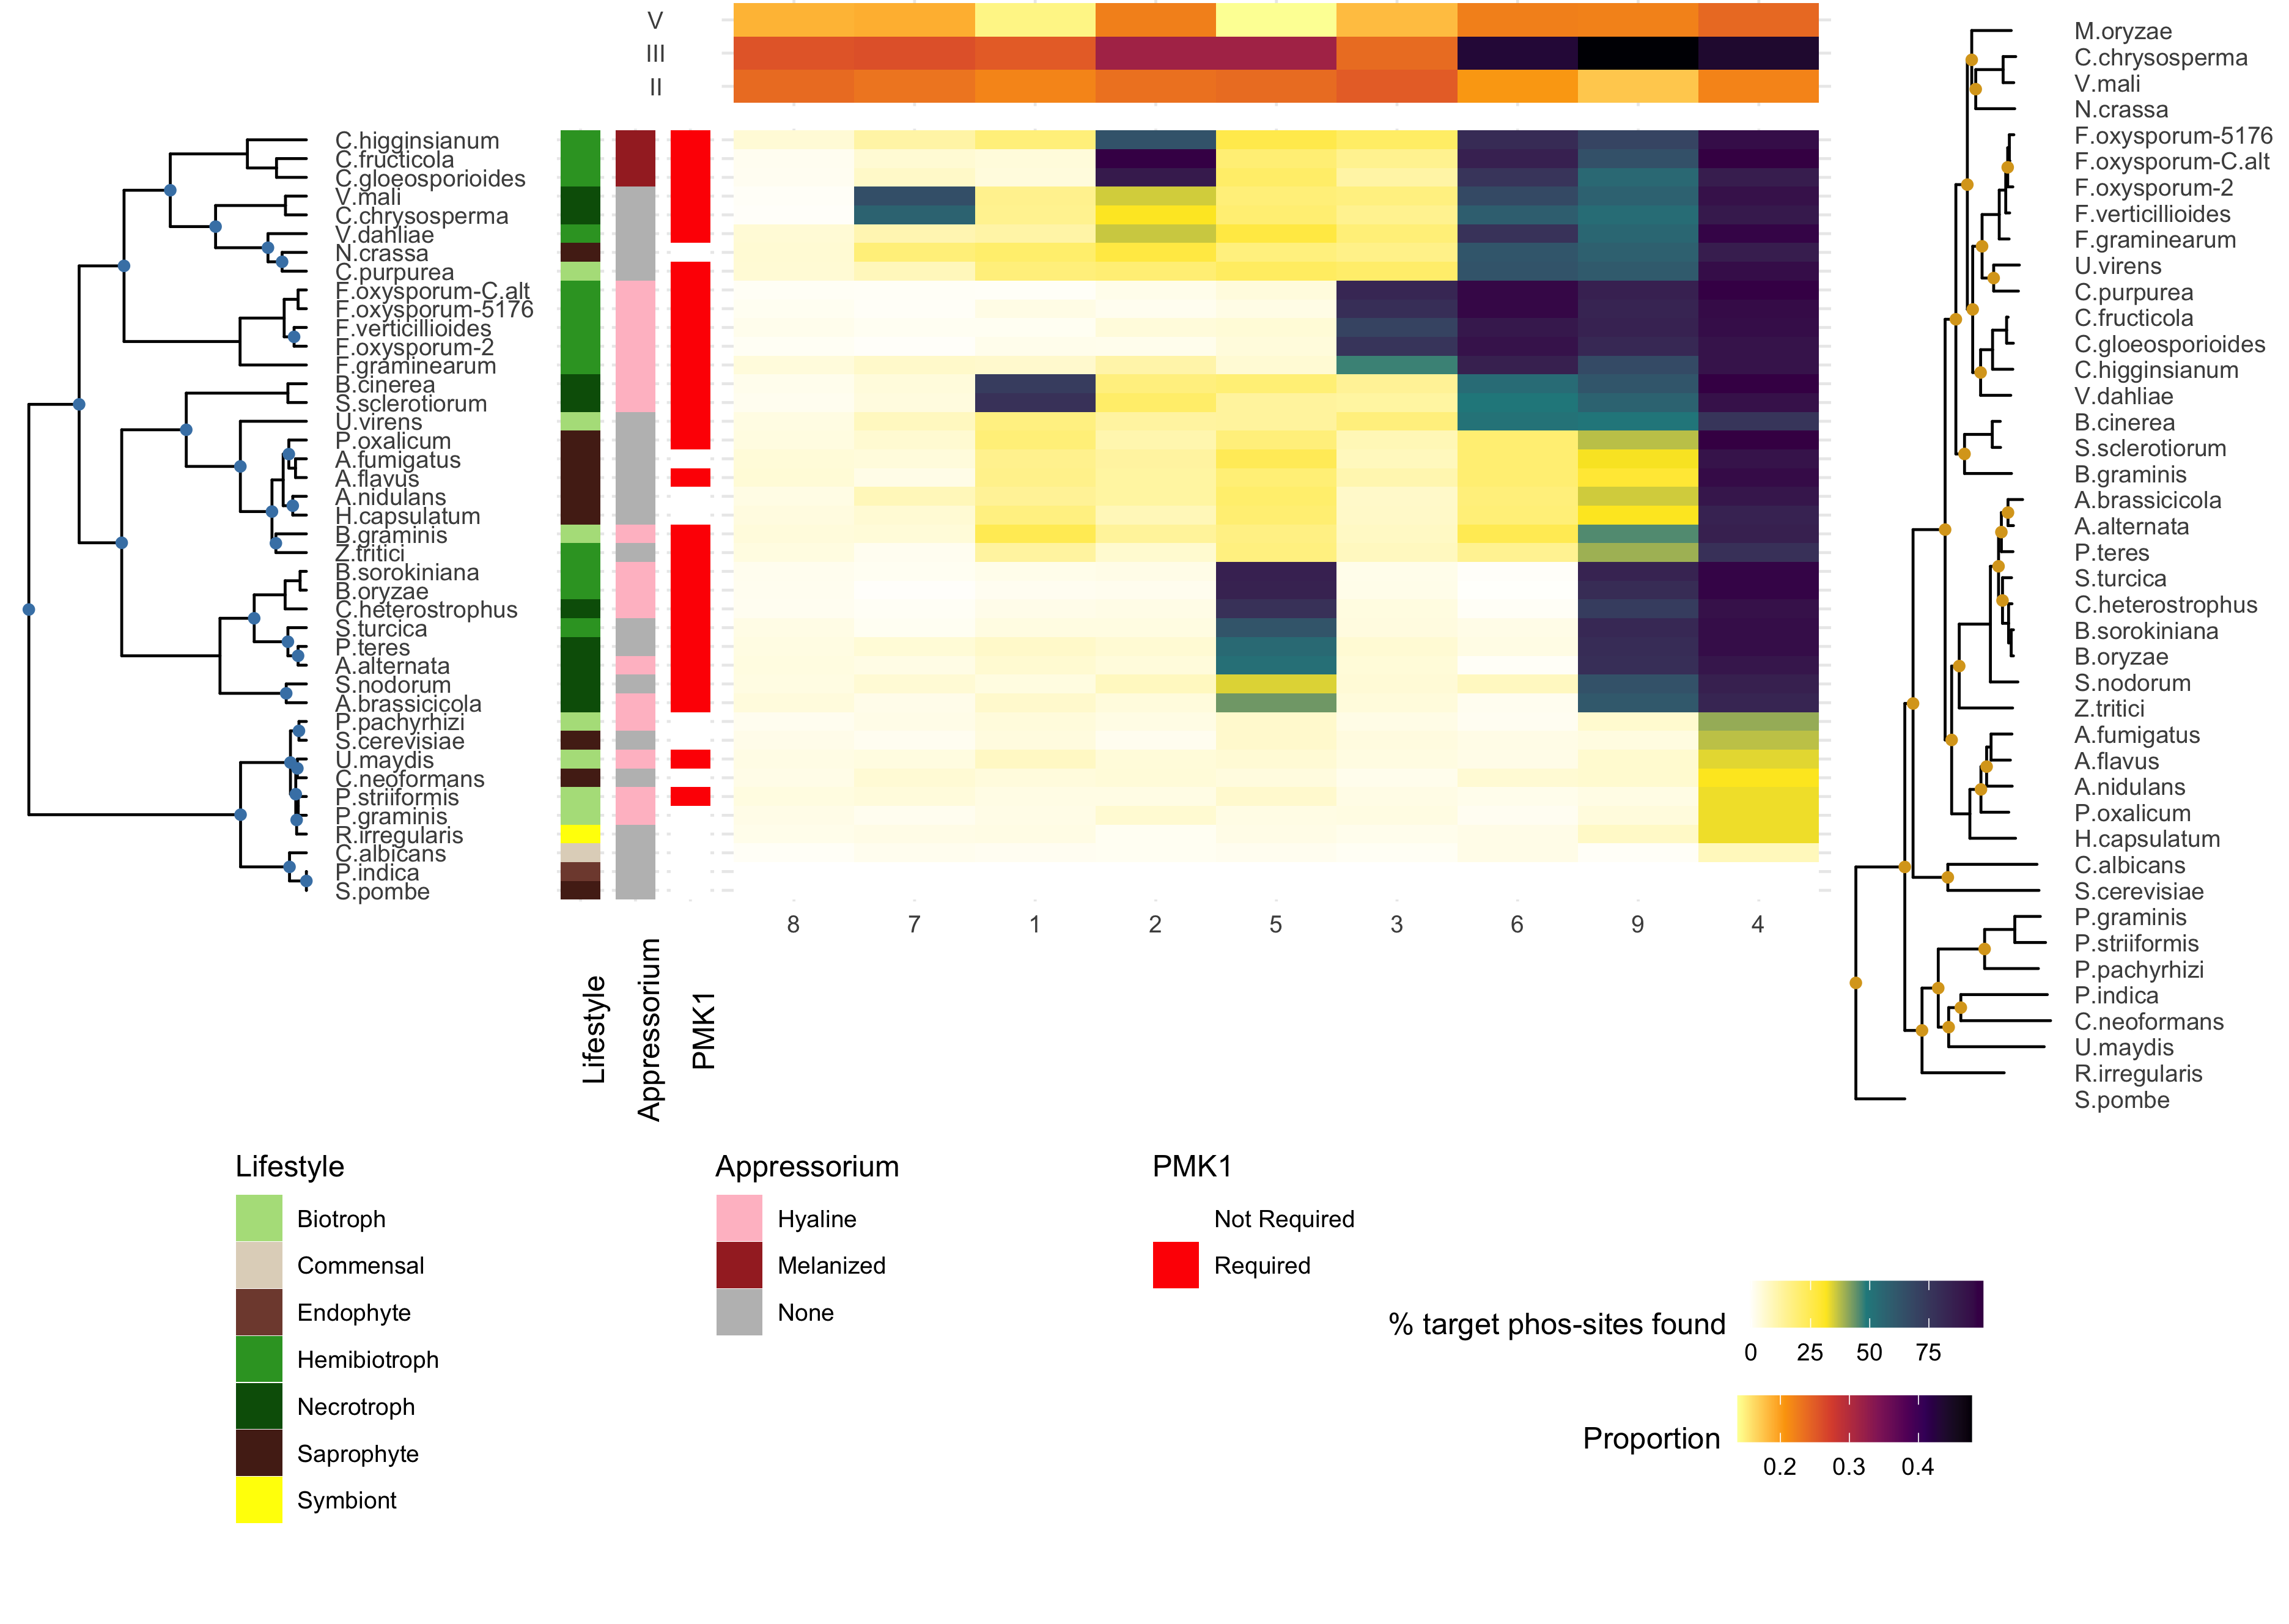 V
III
II
C.higginsianum
C.fructicola
C.gloeosporioides
V.mali
C.chrysosperma
V.dahliae
N.crassa
C.purpurea
F.oxysporum-C.alt
F.oxysporum-5176
F.verticillioides
F.oxysporum-2
F.graminearum
B.cinerea
S.sclerotiorum
U.virens
P.oxalicum
A.fumigatus
A.flavus
A.nidulans
H.capsulatum
B.graminis
Z.tritici
B.sorokiniana
B.oryzae
C.heterostrophus
S.turcica
P.teres
A.alternata
S.nodorum
A.brassicicola
P.pachyrhizi
S.cerevisiae
U.maydis
C.neoformans
P.striiformis
P.graminis
R.irregularis
C.albicans
P.indica
S.pombe
8 7 1 2 5 3 6 9 4
Lifestyle
Appressorium
PMK1
M.oryzae
C.chrysosperma
V.mali
N.crassa
F.oxysporum-5176
F.oxysporum-C.alt
F.oxysporum-2
F.verticillioides
F.graminearum
U.virens
C.purpurea
C.fructicola
C.gloeosporioides
C.higginsianum
V.dahliae
B.cinerea
S.sclerotiorum
B.graminis
A.brassicicola
A.alternata
P.teres
S.turcica
C.heterostrophus
B.sorokiniana
B.oryzae
S.nodorum
Z.tritici
A.fumigatus
A.flavus
A.nidulans
P.oxalicum
H.capsulatum
C.albicans
S.cerevisiae
P.graminis
P.striiformis
P.pachyrhizi
P.indica
C.neoformans
U.maydis
R.irregularis
S.pombe
Lifestyle
Biotroph
Commensal
Endophyte
Hemibiotroph
Necrotroph
Saprophyte
Symbiont
Appressorium
Hyaline
Melanized
None
PMK1
Not Required
Required
% target phos-sites found
0 25 50 75
Proportion
0.2 0.3 0.4